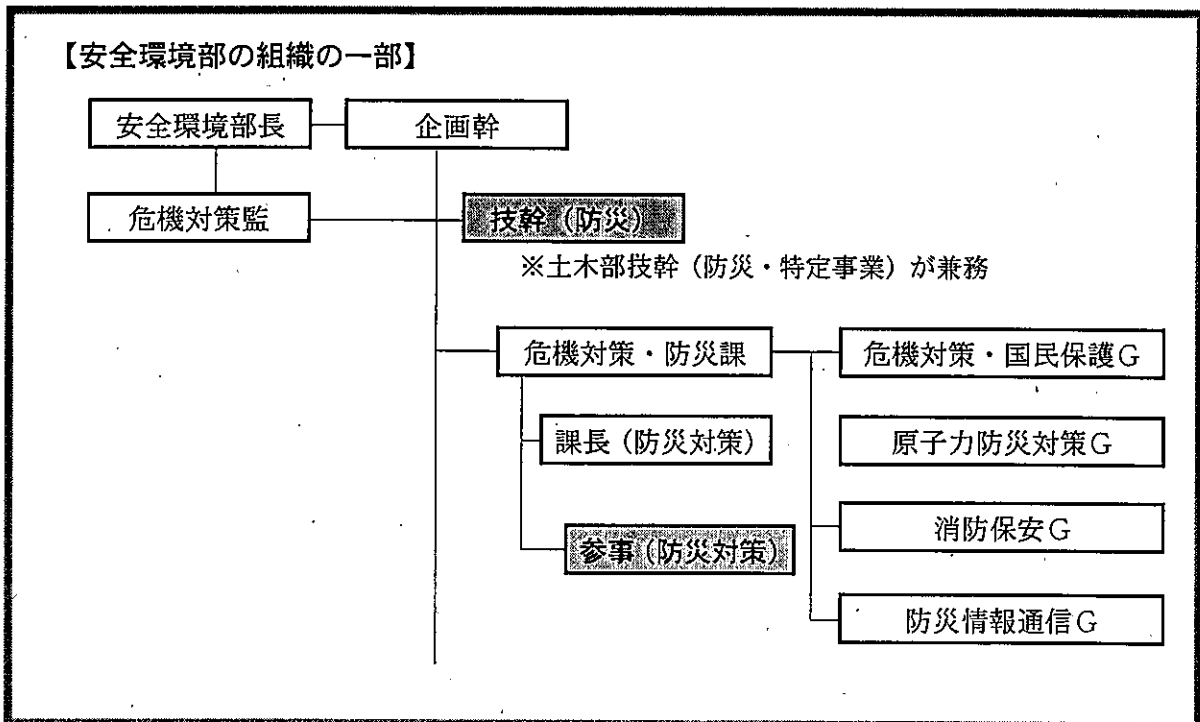 【安全環境部の組織の一部】
安全環境部長
企画幹
危機対策監
技幹(防災)
※土木部技幹(防災・特定事業)が兼務
危機対策・防災課
危機対策・国民保護G
課長(防災対策)
原子力防災対策G
消防保安G
参事(防災対策)
防災情報通信G